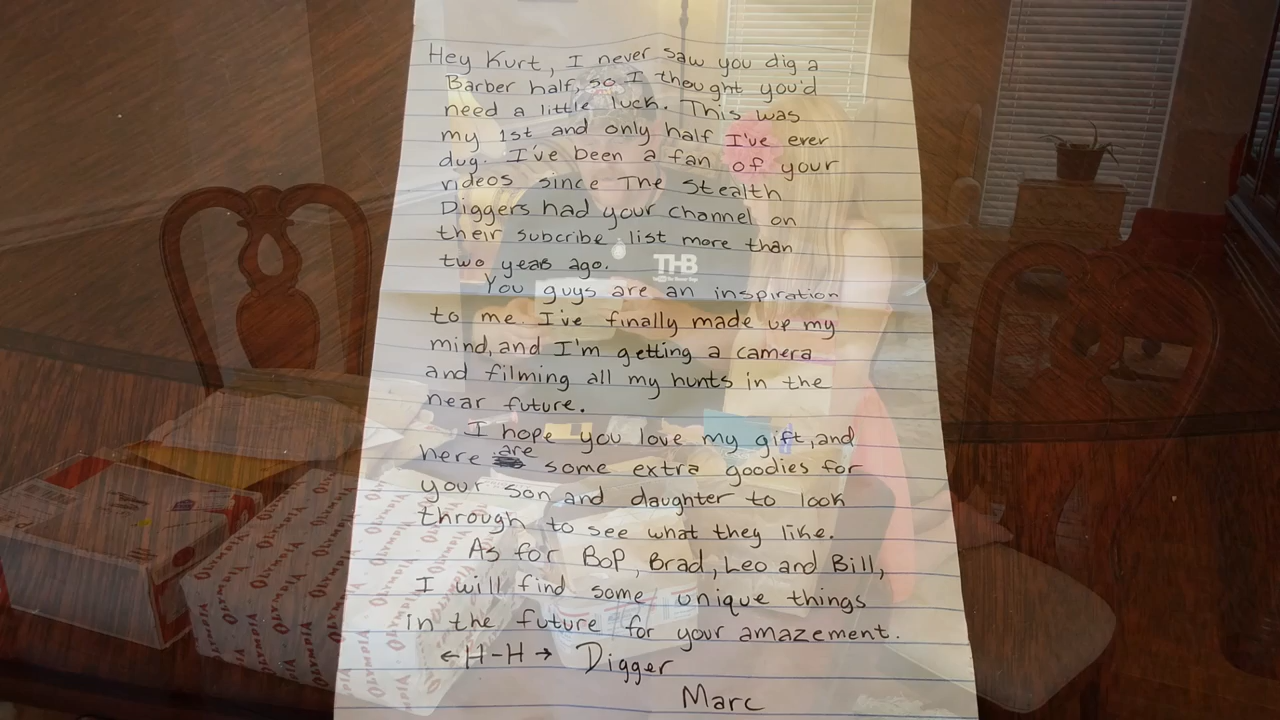 Hey Kurt, I never saw you dig a
Barber half, so I thought you'd
need a little luck. This was
my 1st and only half I've ever
dug. I've been a fan of your
videos since The Stealth
Diggers had your channel on
their subcribe list more than
two years ago.
You guys are an inspiration
to me I've finally made up my
mind, and I'm getting a camera
and filming all my hunts in the
near future.
I hope you love my gift, and
here are some extra goodies for
your son and daughter to look
through to see what they like.
As for BoP, Brad, Leo and Bill,
I will find some unique things
in the future for your amazement.
←H-H→ Digger
Marc
THB
OLYMPIA
OLYMPIA
OLYMPIA
OLYMPIA